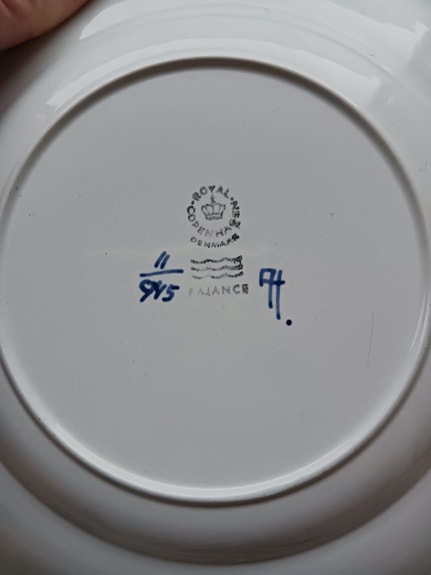 ROYAL
COPENHAGEN
DENMARK
11
945
FAJANCE